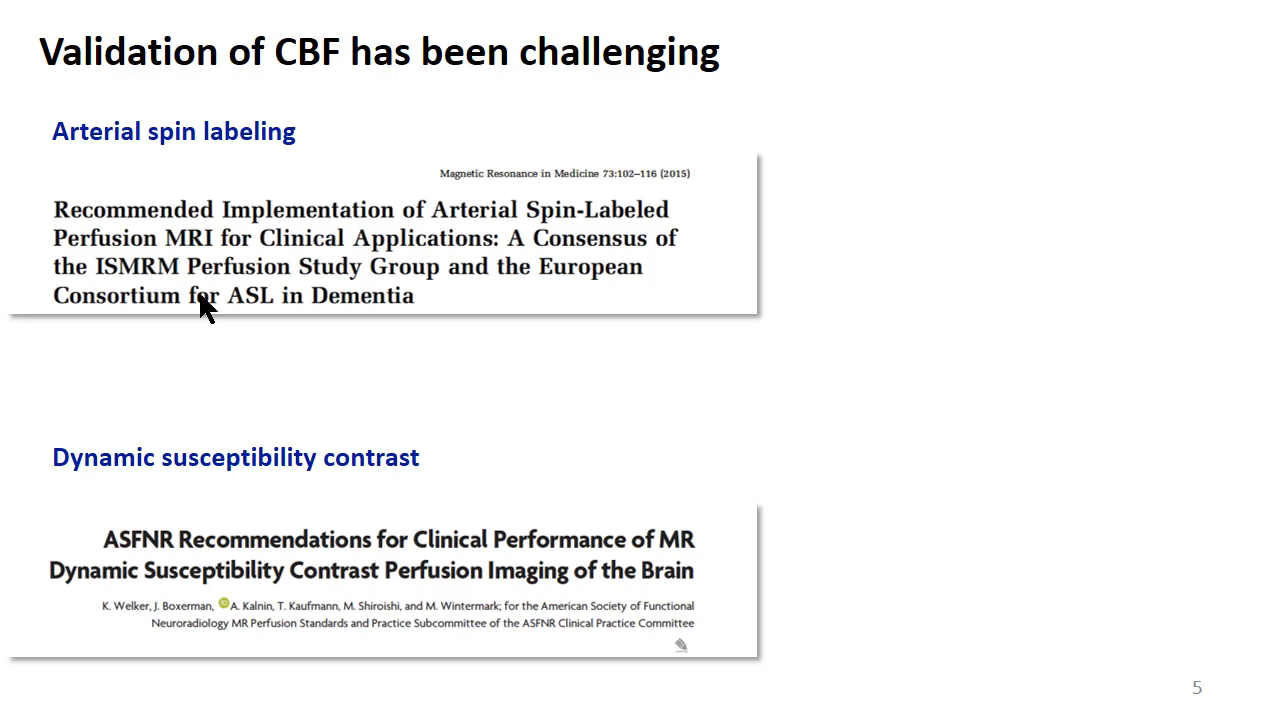 Validation of CBF has been challenging
Arterial spin labeling
Magnetic Resonance in Medicine 73:102–116 (2015)
Recommended Implementation of Arterial Spin-Labeled
Perfusion MRI for Clinical Applications: A Consensus of
the ISMRM Perfusion Study Group and the European
Consortium for ASL in Dementia
Dynamic susceptibility contrast
ASFNR Recommendations for Clinical Performance of MR
Dynamic Susceptibility Contrast Perfusion Imaging of the Brain
K. Welker, J. Boxerman, A. Kalnin, T. Kaufmann, M. Shiroishi, and M. Wintermark; for the American Society of Functional
Neuroradiology MR Perfusion Standards and Practice Subcommittee of the ASFNR Clinical Practice Committee
5